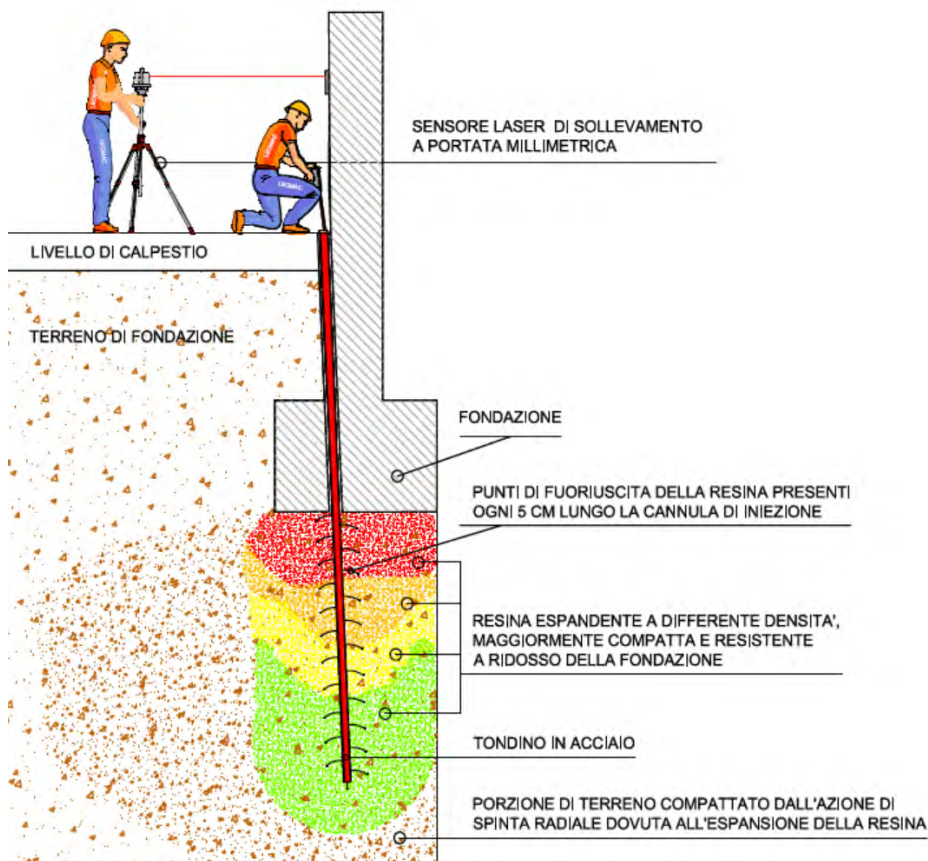 SENSORE LASER DI SOLLEVAMENTO
A PORTATA MILLIMETRICA
LIVELLO DI CALPESTIO
TERRENO DI FONDAZIONE
FONDAZIONE
PUNTI DI FUORIUSCITA DELLA RESINA PRESENTI
OGNI 5 CM LUNGO LA CANNULA DI INIEZIONE
RESINA ESPANDENTE A DIFFERENTE DENSITA',
MAGGIORMENTE COMPATTA E RESISTENTE
A RIDOSSO DELLA FONDAZIONE
TONDINO IN ACCIAIO
PORZIONE DI TERRENO COMPATTATO DALL'AZIONE DI
SPINTA RADIALE DOVUTA ALL'ESPANSIONE DELLA RESINA